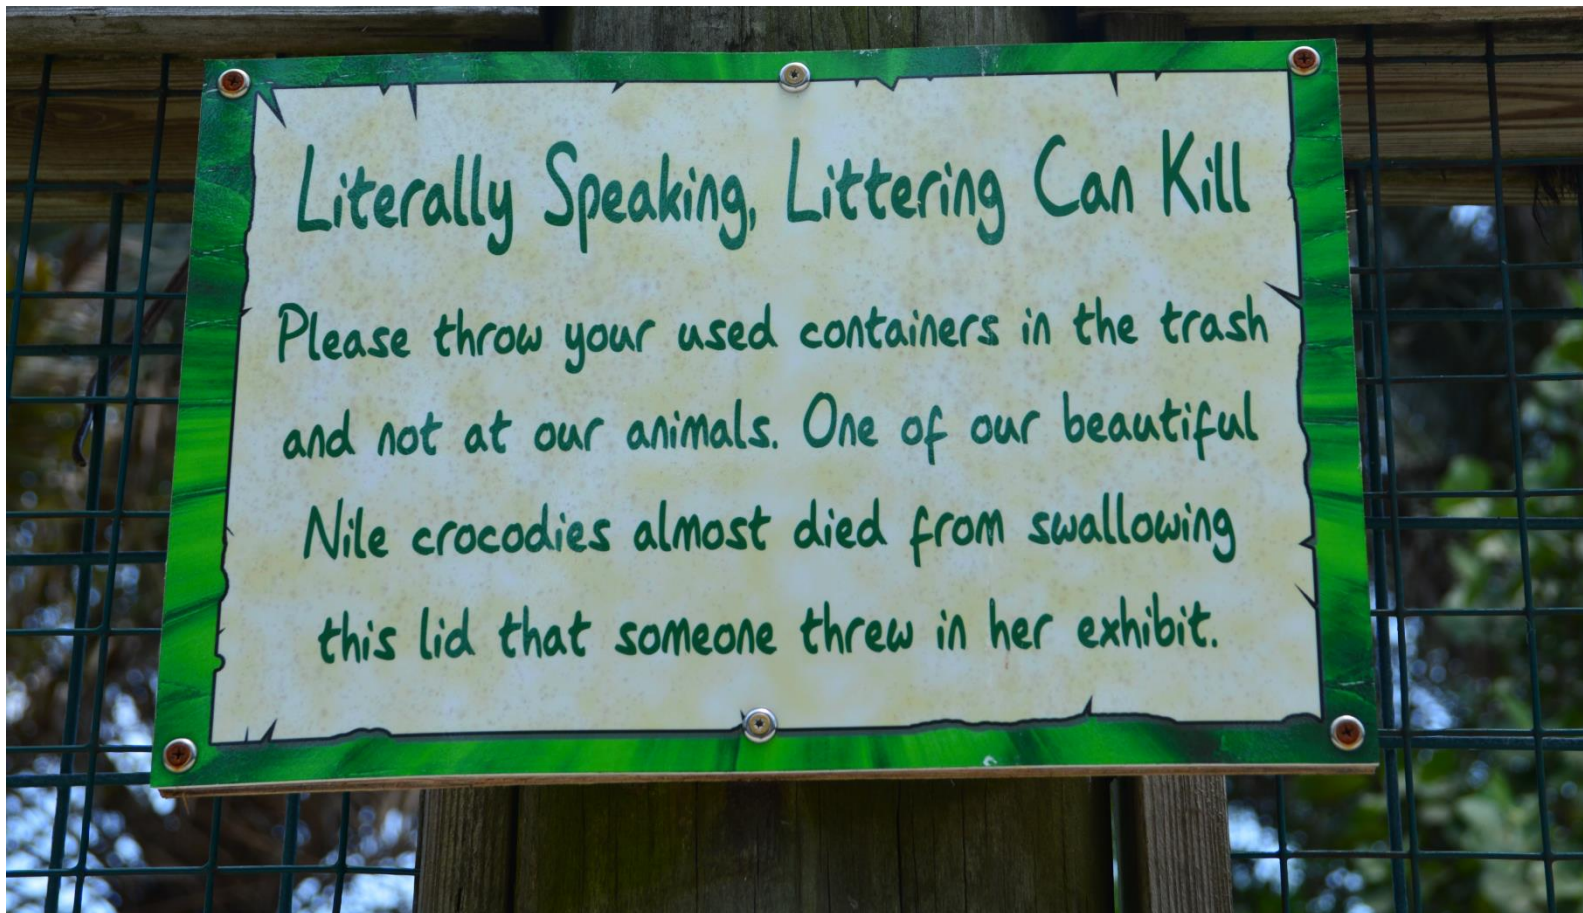 Literally Speaking, Littering Can Kill
Please throw your used containers in the trash
and not at our animals. One of our beautiful
Nile crocodies almost died from swallowing
this lid that someone threw in her exhibit.